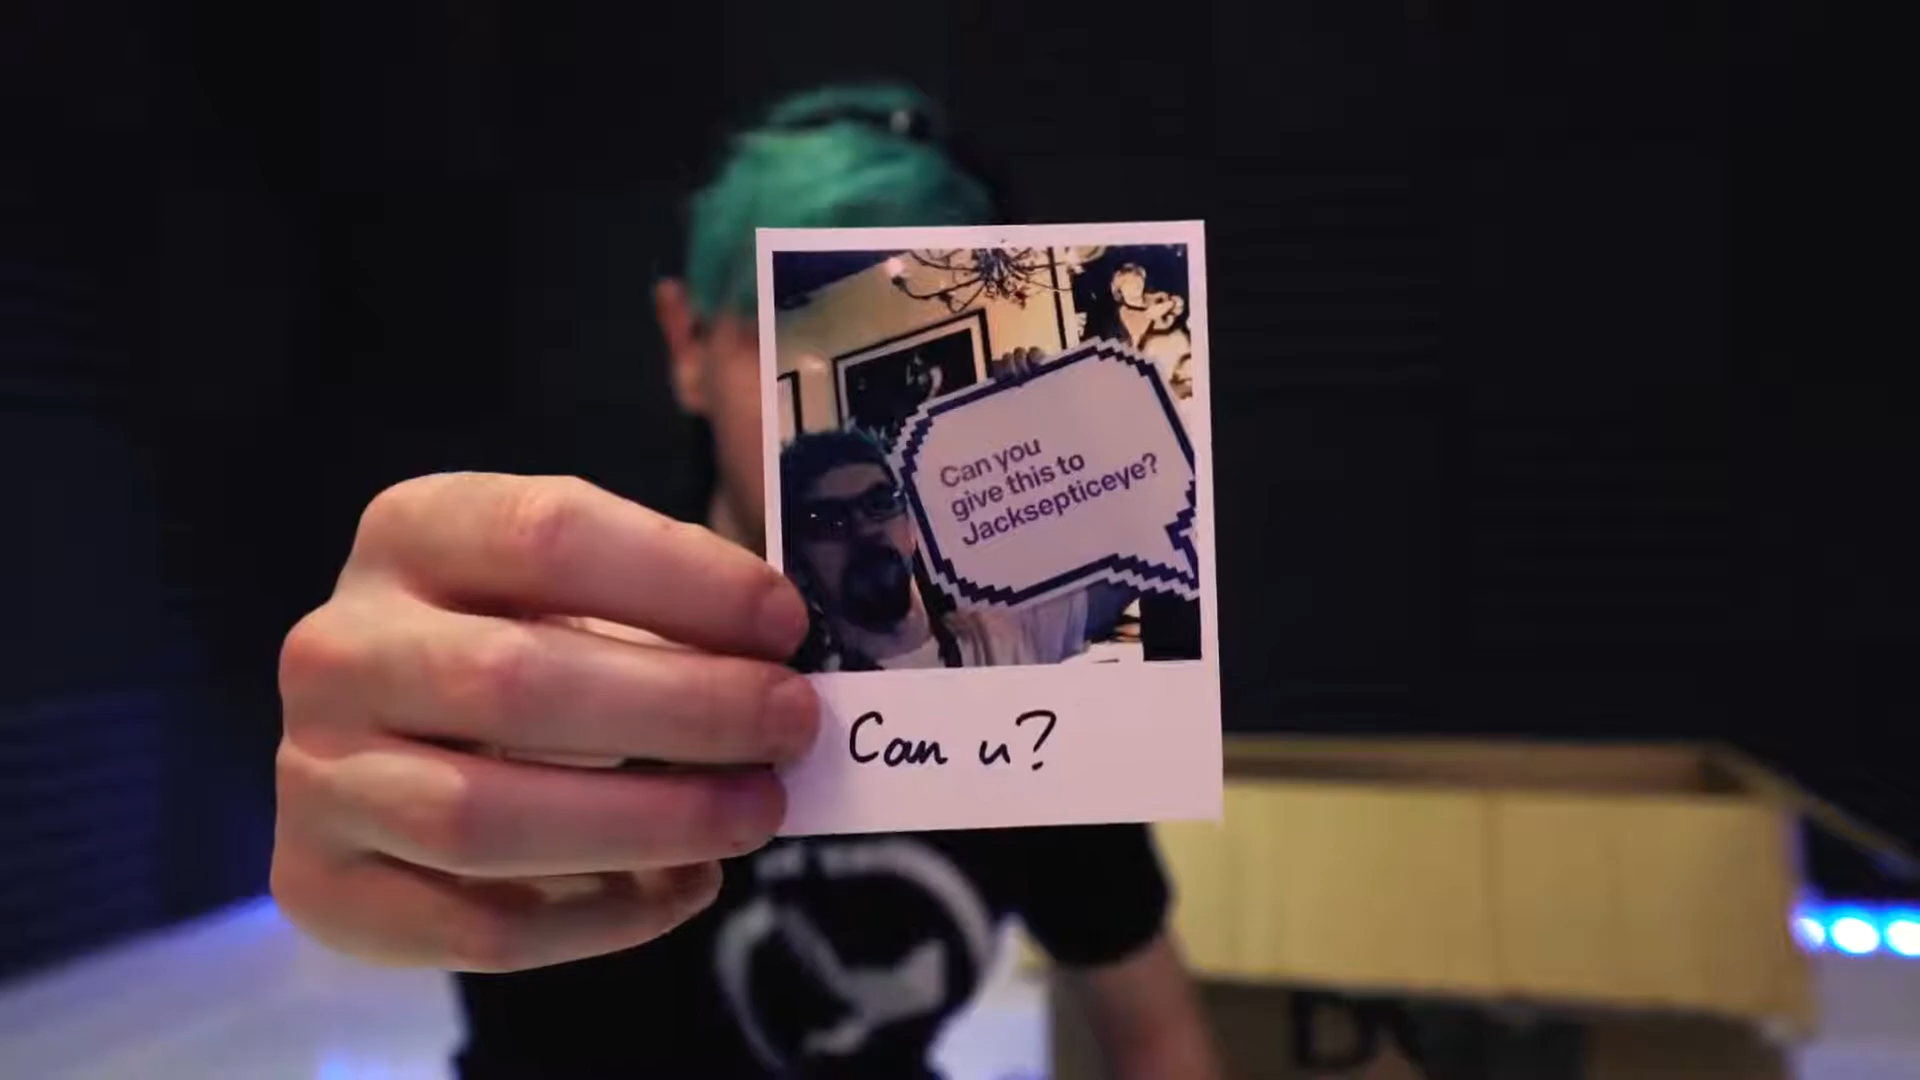 Can you
give this to
Jacksepticeye?
Can u?